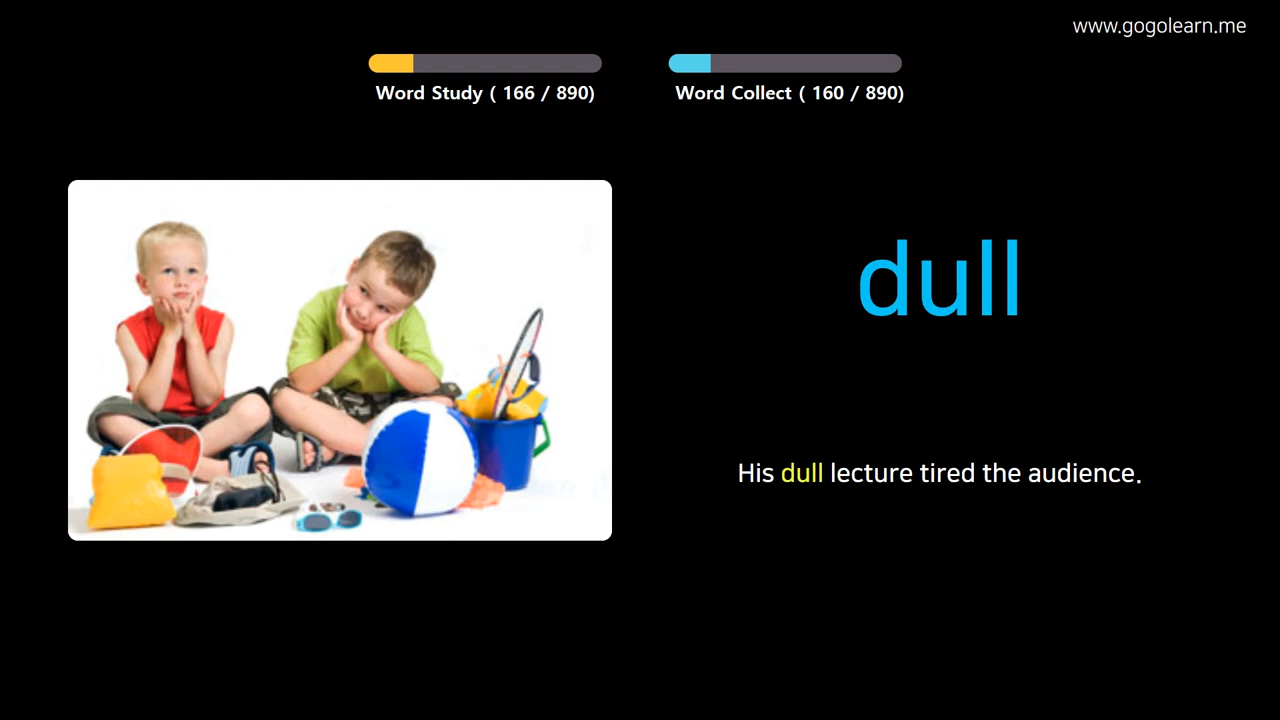 www.gogolearn.me
Word Study ( 166 / 890)
Word Collect ( 160 / 890)
dull
His dull lecture tired the audience.